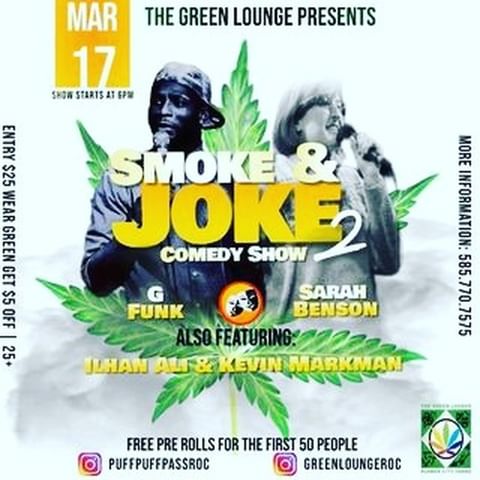 MAR
17
SHOW STARTS AT 6PM
THE GREEN LOUNGE PRESENTS
ENTRY $25 WEAR GREEN GET $5 OFF | 25+
MORE INFORMATION: 585.770.7575
SMOKE &
JOKE 2
COMEDY SHOW
G
FUNK
SARAH
BENSON
ALSO FEATURING:
ILHAN ALI & KEVIN MARKMAN
FREE PRE ROLLS FOR THE FIRST 50 PEOPLE
PUFFPUFFPASSROC
GREENLOUNGEROC
THE GREEN LOUNGE